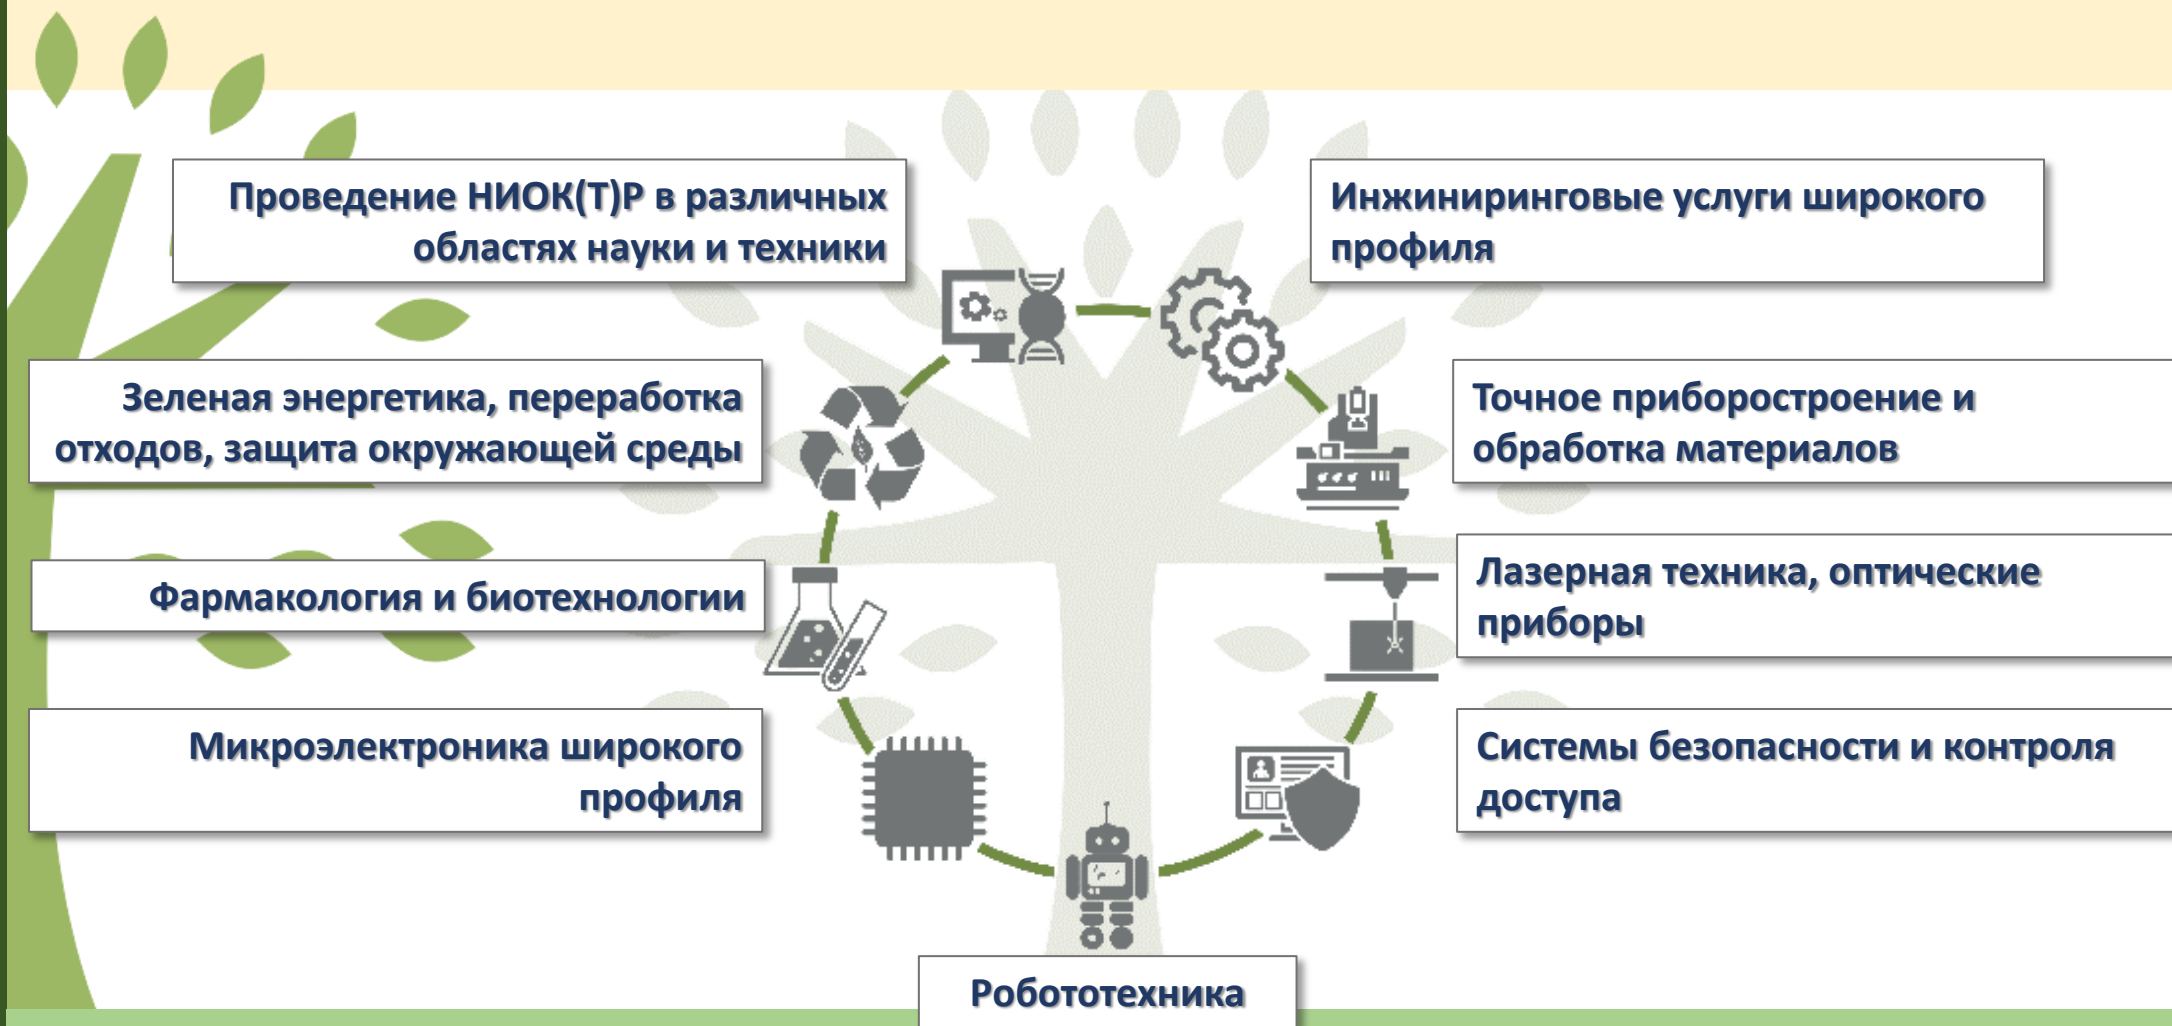 Проведение НИОК(Т)Р в различных
областях науки и техники
Инжиниринговые услуги широкого
профиля
Зеленая энергетика, переработка
отходов, защита окружающей среды
Точное приборостроение и
обработка материалов
Фармакология и биотехнологии
Лазерная техника, оптические
приборы
Микроэлектроника широкого
профиля
Системы безопасности и контроля
доступа
Робототехника